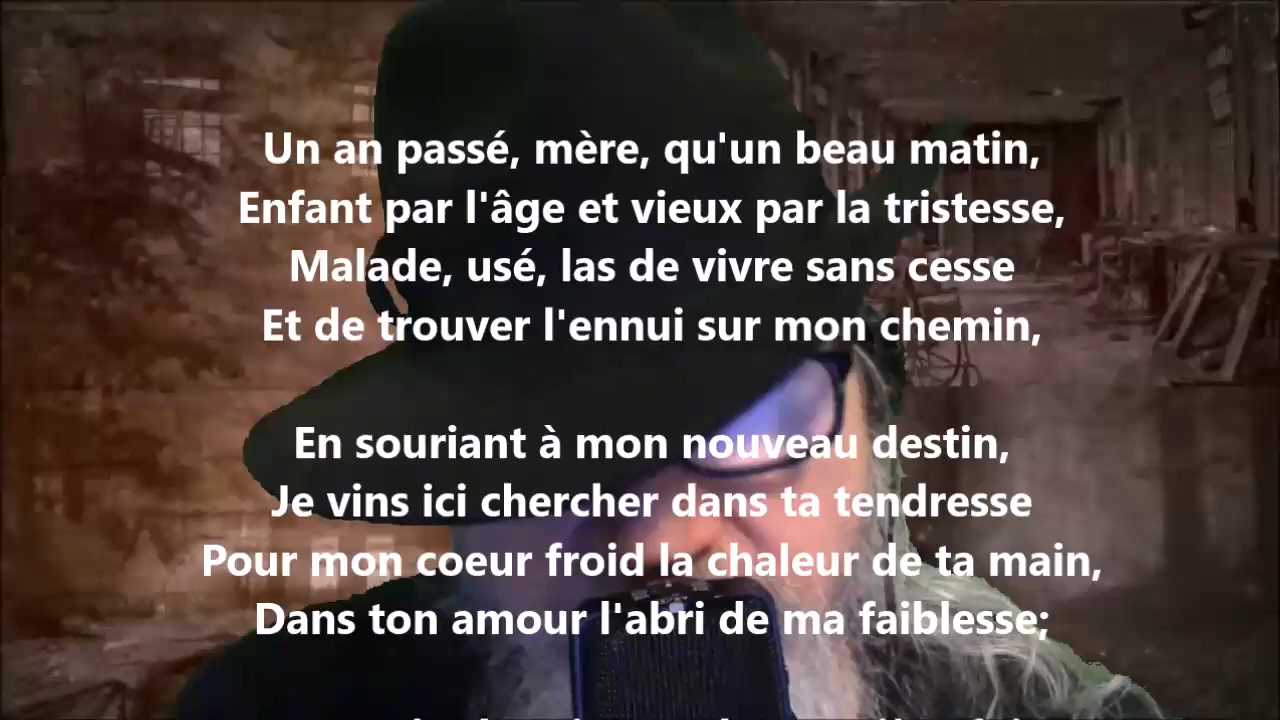 Un an passé, mère, qu'un beau matin,
Enfant par l'âge et vieux par la tristesse,
Malade, usé, las de vivre sans cesse
Et de trouver l'ennui sur mon chemin,
En souriant à mon nouveau destin,
Je vins ici chercher dans ta tendresse
Pour mon coeur froid la chaleur de ta main,
Dans ton amour l'abri de ma faiblesse;